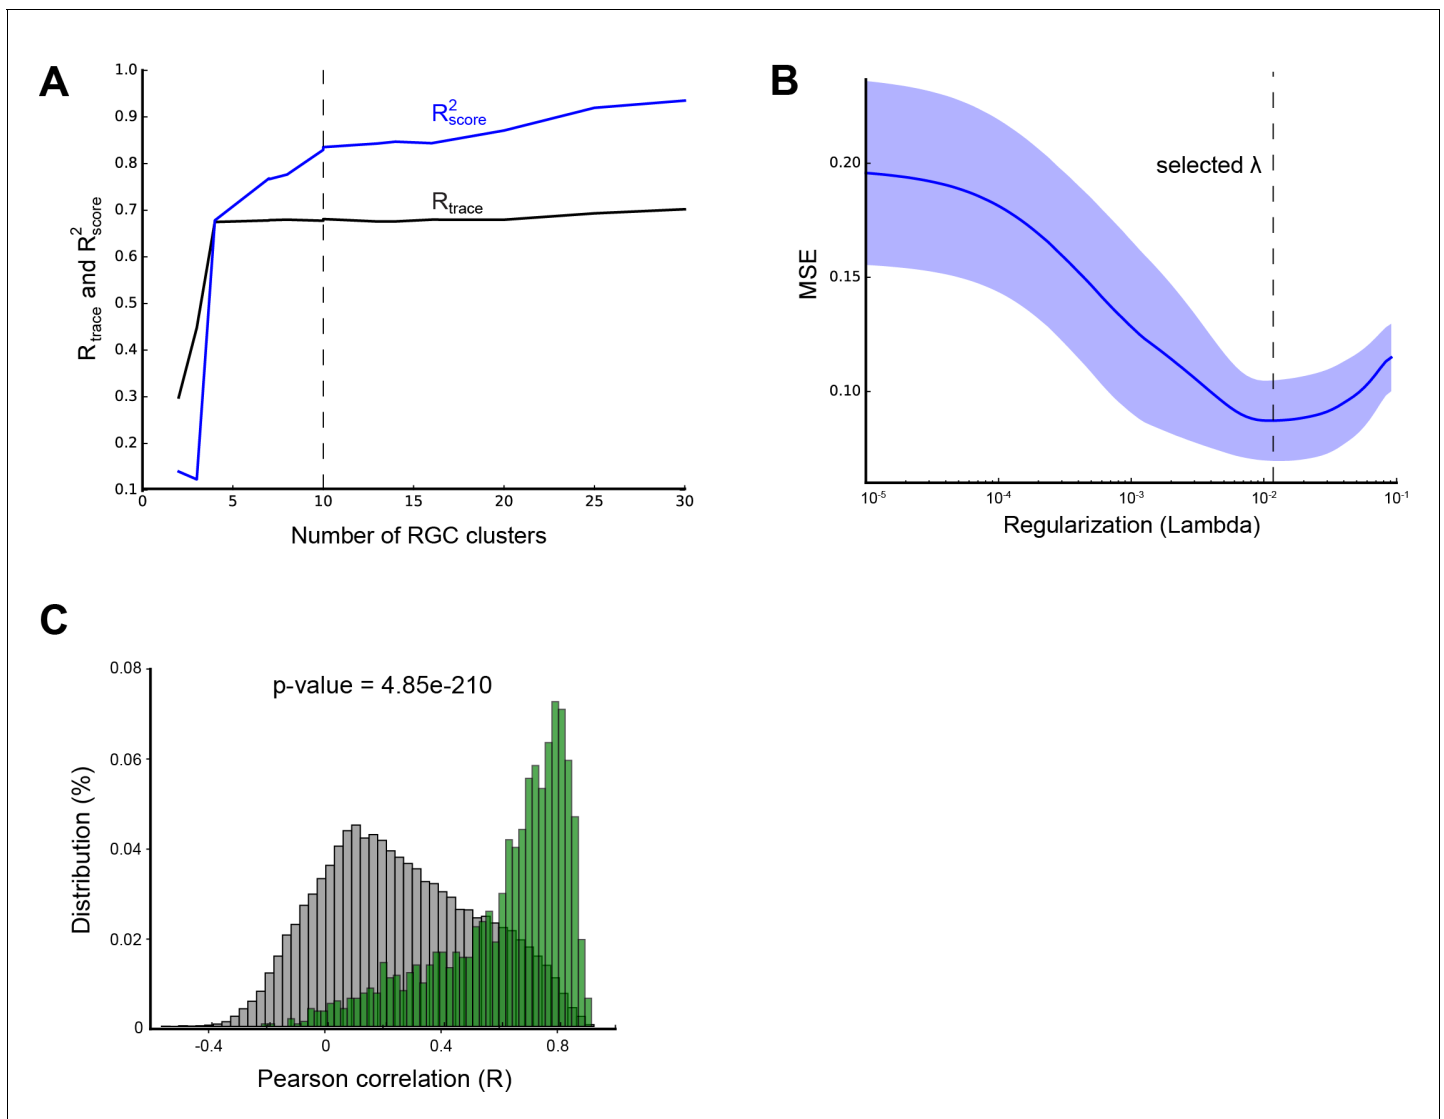 A
1.0
0.9
0.8
0.7
0.6
0.5
0.4
0.3
0.2
0.1
R²score
Rtrace
Rtrace and R²score
0 5 10 15 20 25 30
Number of RGC clusters
B
0.20
0.15
0.10
selected λ
MSE
10-5 10-4 10-3 10-2 10-1
Regularization (Lambda)
C
0.08
0.06
0.04
0.02
0
p-value = 4.85e-210
Distribution (%)
-0.4 0 0.4 0.8
Pearson correlation (R)